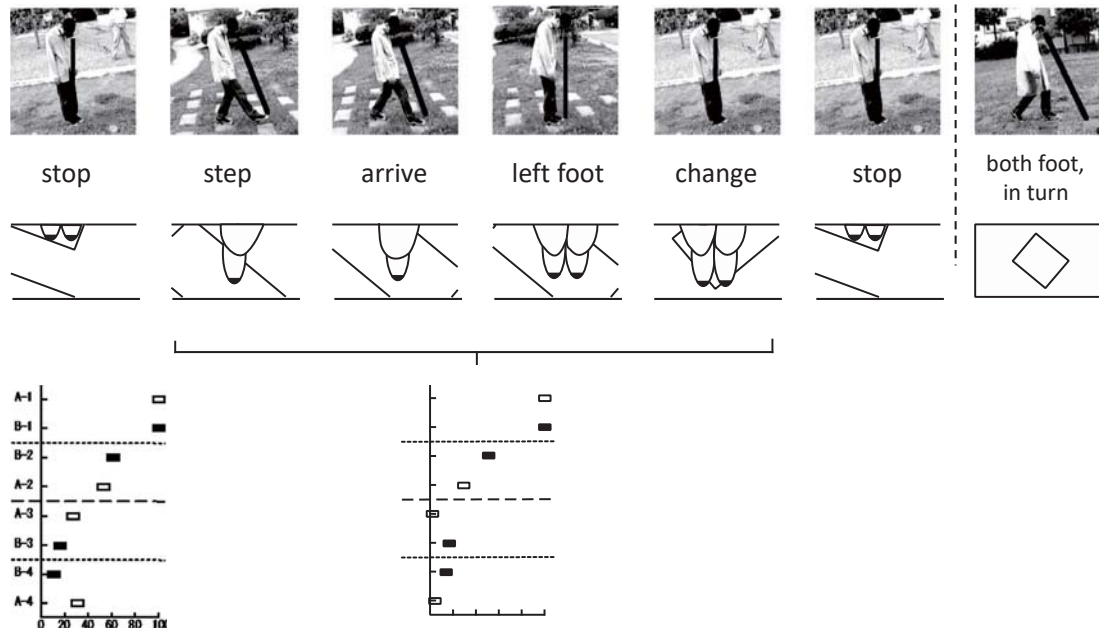 stop
step
arrive
left foot
change
stop
both foot,
in turn
A-1
B-1
B-2
A-2
A-3
B-3
B-4
A-4
0 20 40 60 80